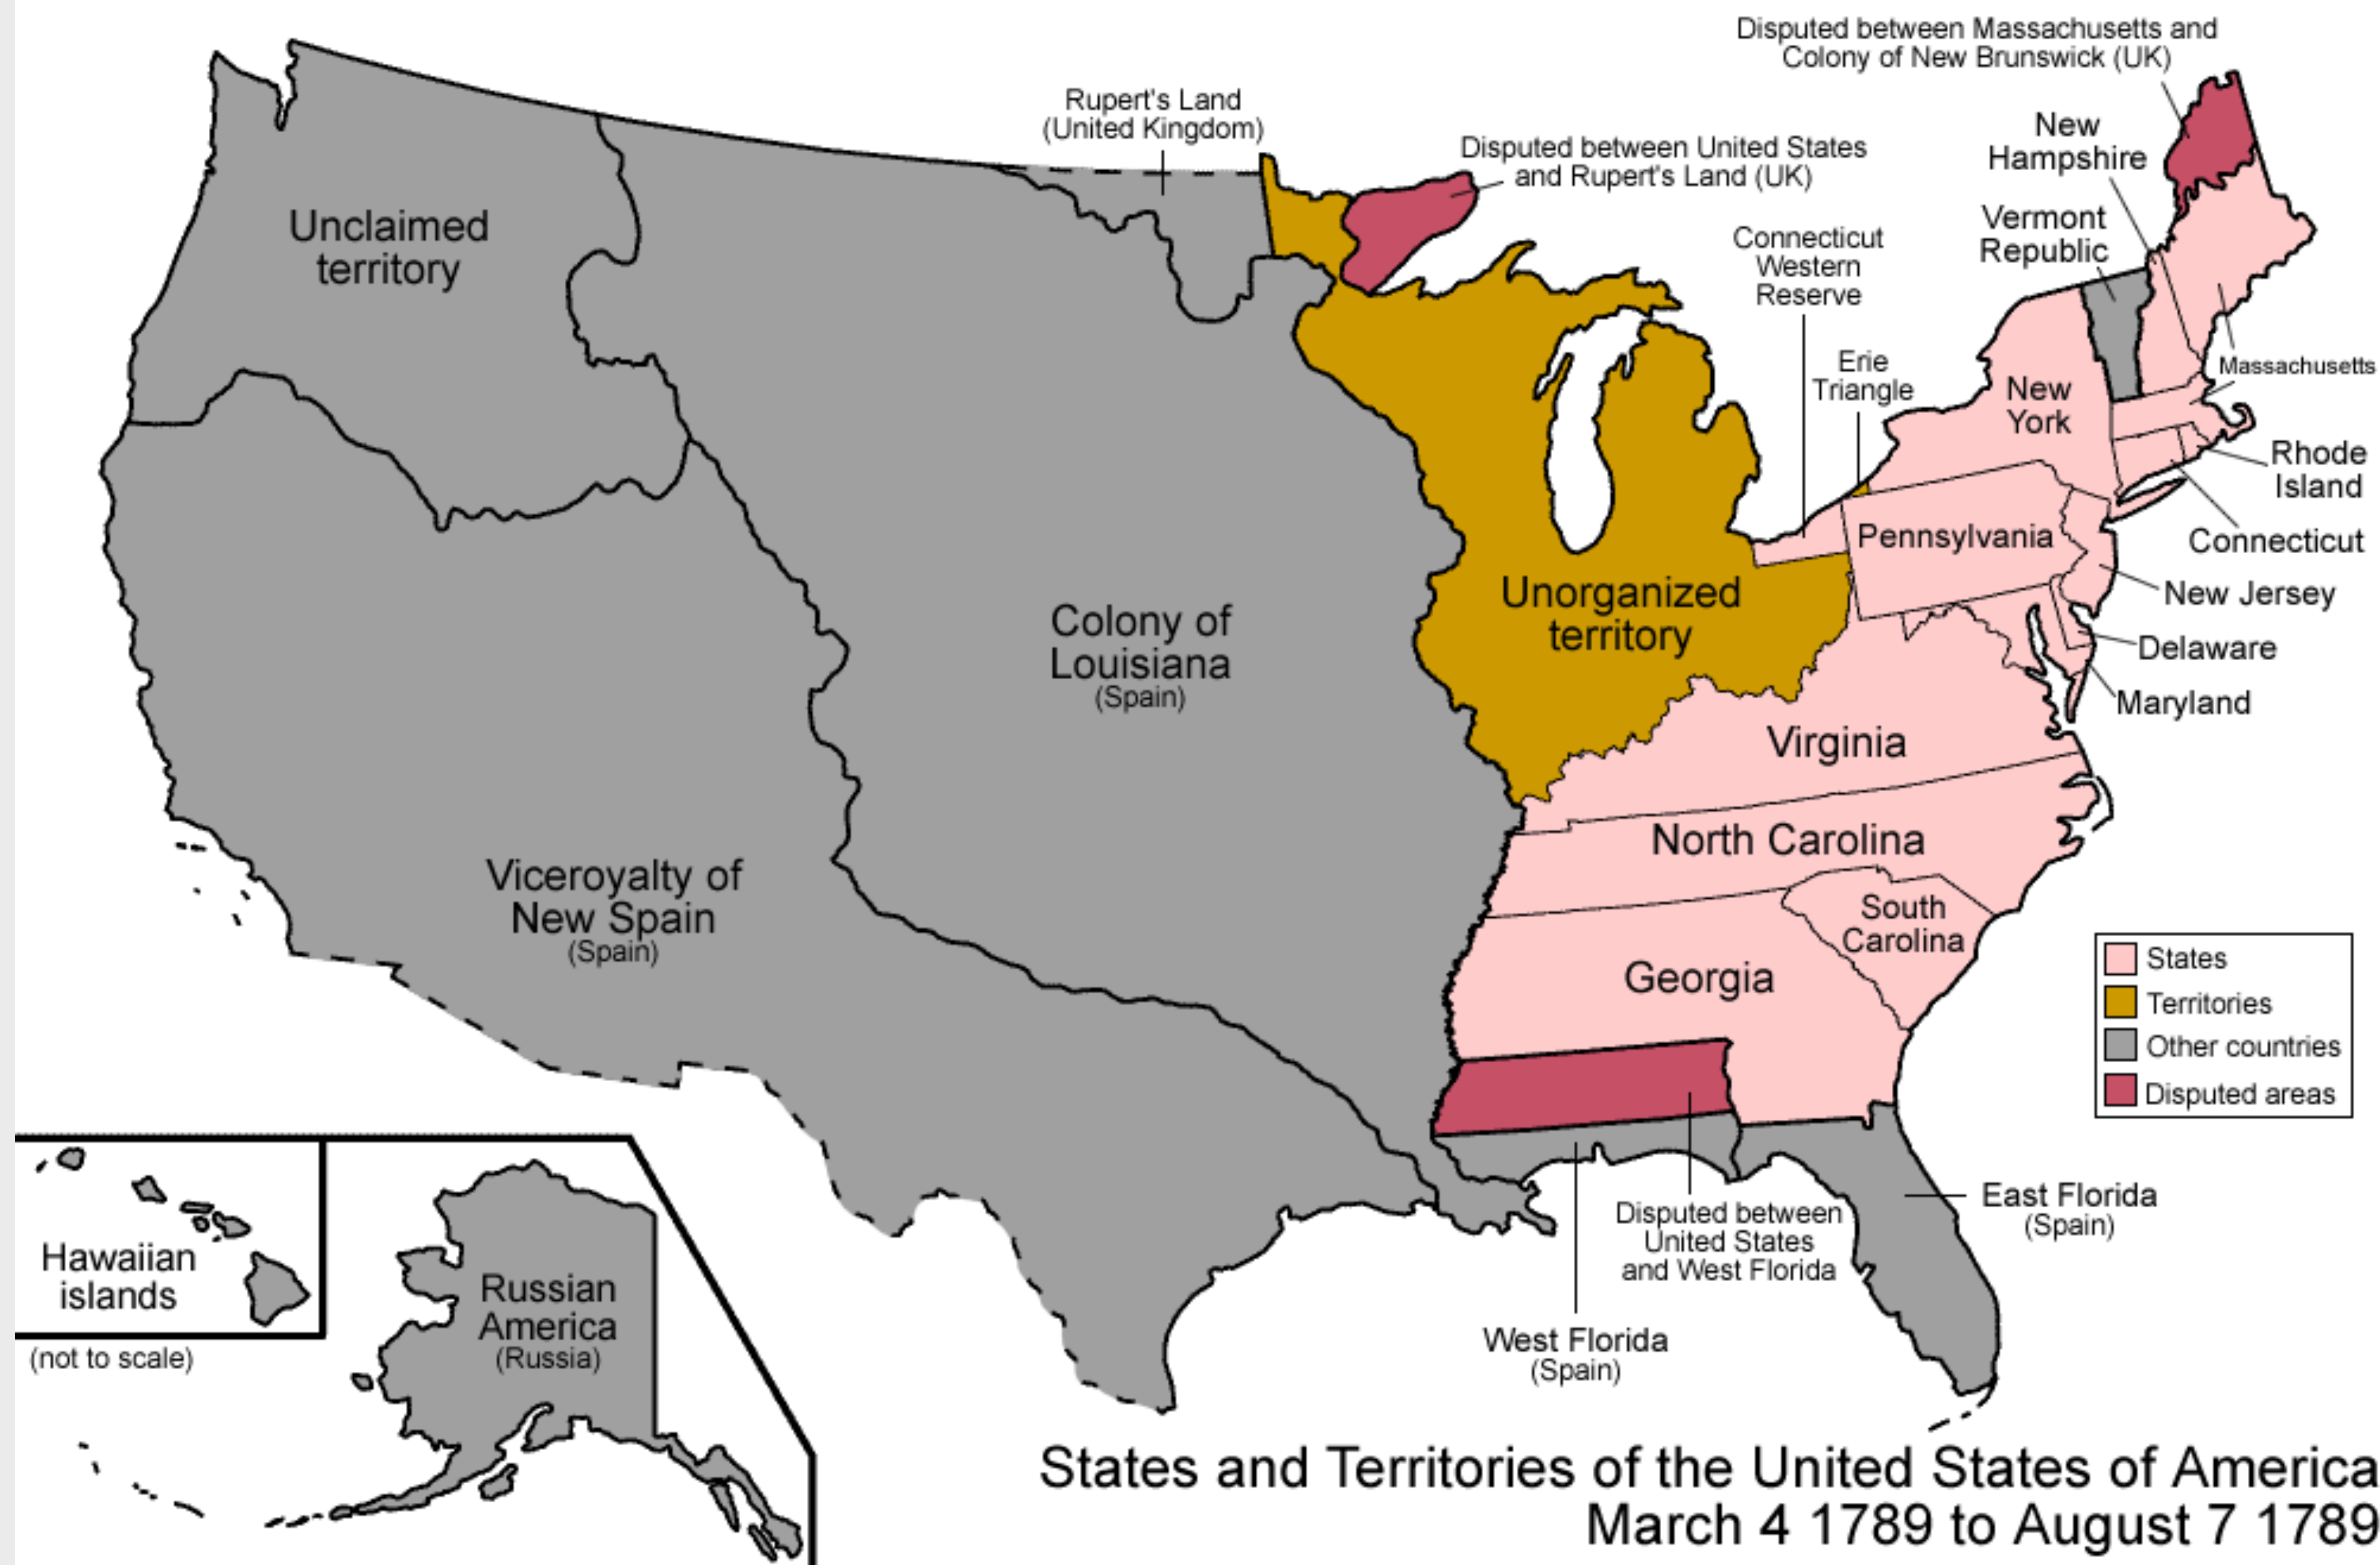 Disputed between Massachusetts and
Colony of New Brunswick (UK)
Rupert's Land
(United Kingdom)
Disputed between United States
and Rupert's Land (UK)
New
Hampshire
Vermont
Republic
Unclaimed
territory
Connecticut
Western
Reserve
Erie
Triangle
Massachusetts
New
York
Rhode
Island
Pennsylvania
Connecticut
Unorganized
territory
New Jersey
Colony of
Louisiana
(Spain)
Delaware
Maryland
Virginia
North Carolina
Viceroyalty of
New Spain
(Spain)
South
Carolina
Georgia
States
Territories
Other countries
Disputed areas
East Florida
(Spain)
Disputed between
United States
and West Florida
West Florida
(Spain)
Hawaiian
islands
(not to scale)
Russian
America
(Russia)
States and Territories of the United States of America
March 4 1789 to August 7 1789